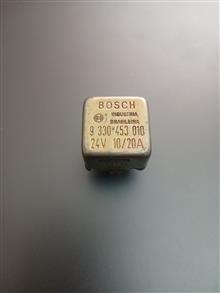 BOSCH
INDUSTRIA
BRASILEIRA
9 330 453 010
24V 10/20A